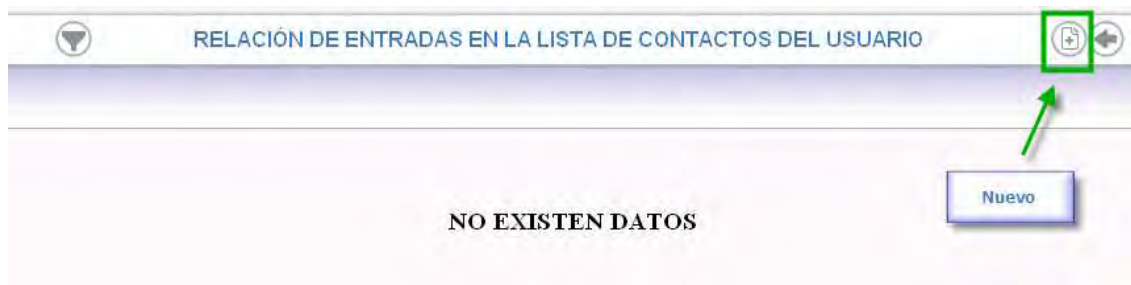 RELACIÓN DE ENTRADAS EN LA LISTA DE CONTACTOS DEL USUARIO
Nuevo
NO EXISTEN DATOS